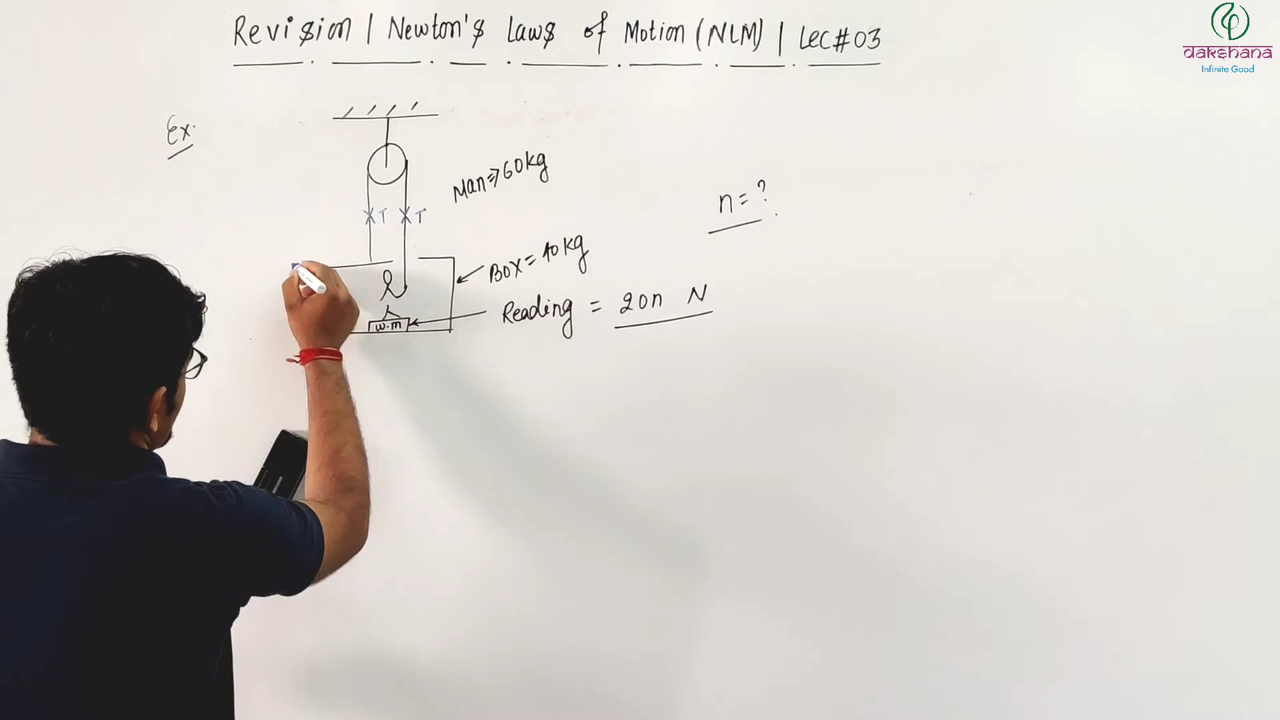 Revision | Newton's Laws of Motion (NLM) | Lec#03
dakshana
Infinite Good
Ex.
Man ⇒ 60kg
n = ?
T T
Box = 40kg
Reading = 20n N
w.m